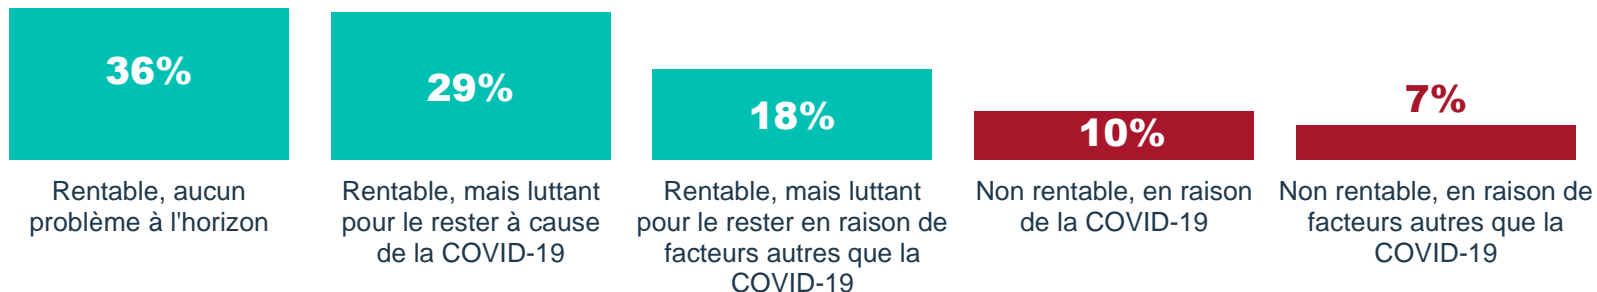 36%
29%
18%
10%
7%
Rentable, aucun
problème à l'horizon
Rentable, mais luttant
pour le rester à cause
de la COVID-19
Rentable, mais luttant
pour le rester en raison de
facteurs autres que la
COVID-19
Non rentable, en raison
de la COVID-19
Non rentable, en raison de
facteurs autres que la
COVID-19